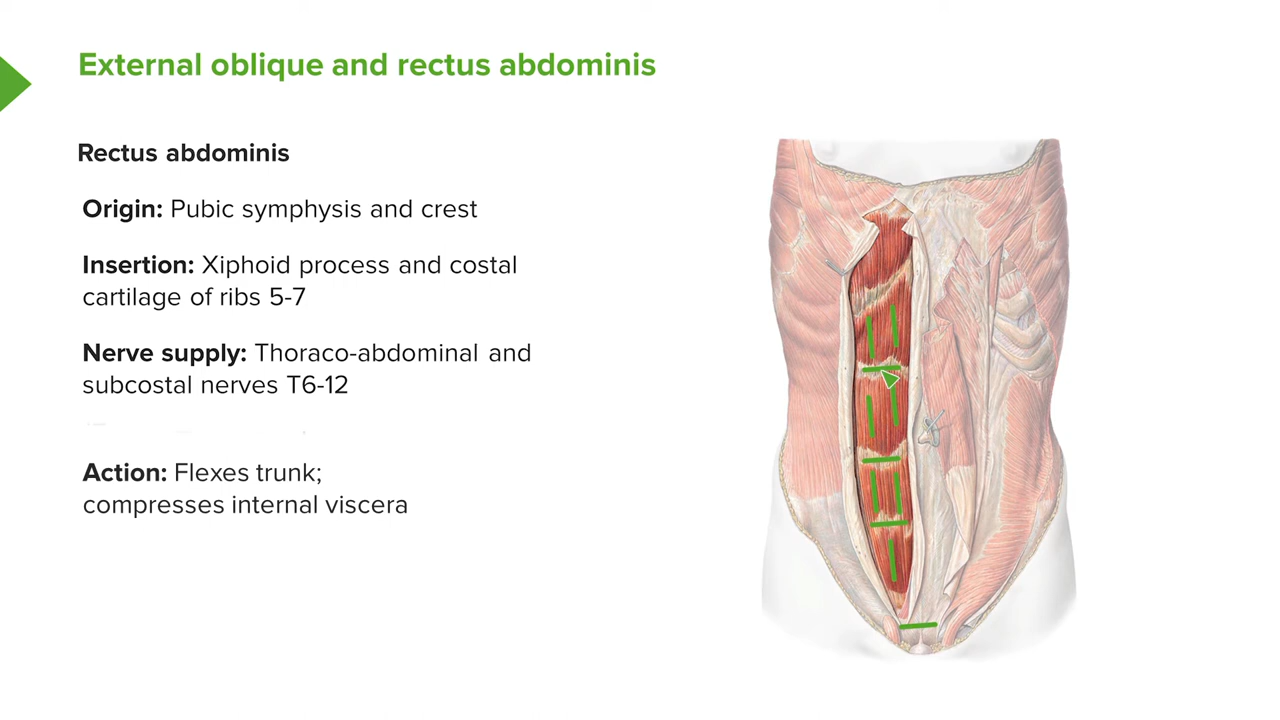 External oblique and rectus abdominis
Rectus abdominis
Origin: Pubic symphysis and crest
Insertion: Xiphoid process and costal
cartilage of ribs 5-7
Nerve supply: Thoraco-abdominal and
subcostal nerves T6-12
Action: Flexes trunk;
compresses internal viscera